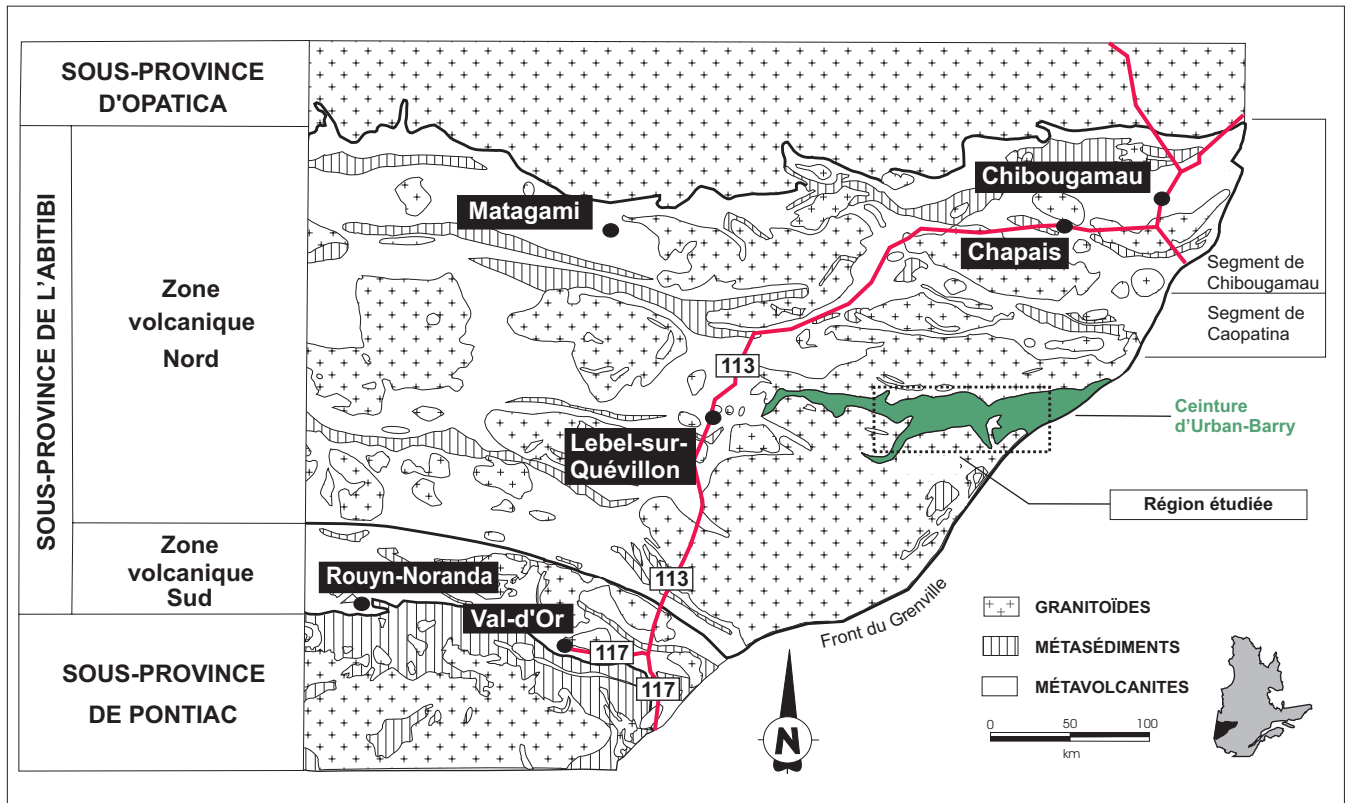 SOUS-PROVINCE
D'OPATICA
SOUS-PROVINCE DE L'ABITIBI
Zone
volcanique
Nord
Zone
volcanique
Sud
SOUS-PROVINCE
DE PONTIAC
Matagami
Chibougamau
Chapais
Segment de
Chibougamau
Segment de
Caopatina
113
Ceinture
d'Urban-Barry
Lebel-sur-
Quévillon
Région étudiée
Rouyn-Noranda
113
Val-d'Or
117
117
Front du Grenville
N
GRANITOÏDES
MÉTASÉDIMENTS
MÉTAVOLCANITES
0 50 100
km